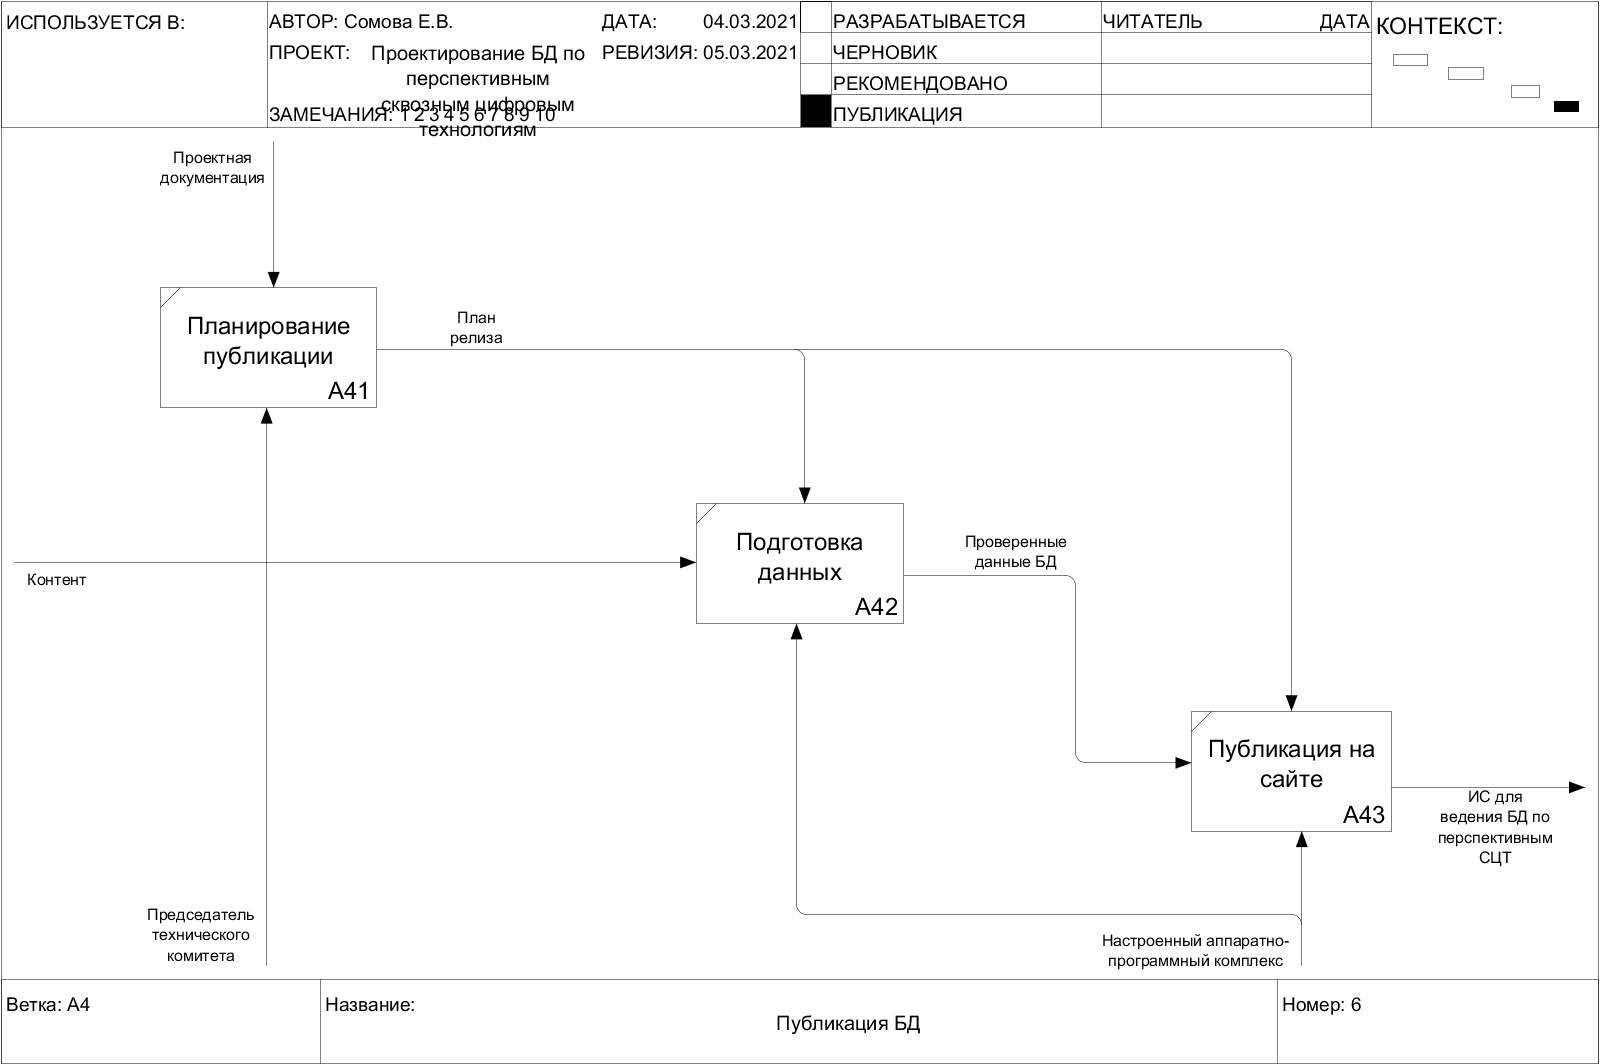 ИСПОЛЬЗУЕТСЯ В:
АВТОР: Сомова Е.В.
ДАТА: 04.03.2021
ПРОЕКТ:
Проектирование БД по
перспективным
сквозным цифровым
технологиям
РЕВИЗИЯ: 05.03.2021
ЗАМЕЧАНИЯ: 1 2 3 4 5 6 7 8 9 10
РАЗРАБАТЫВАЕТСЯ
ЧЕРНОВИК
РЕКОМЕНДОВАНО
ПУБЛИКАЦИЯ
ЧИТАТЕЛЬ
ДАТА
КОНТЕКСТ:
Проектная
документация
Планирование
публикации
A41
План
релиза
Подготовка
данных
A42
Контент
Проверенные
данные БД
Публикация на
сайте
A43
ИС для
ведения БД по
перспективным
СЦТ
Председатель
технического
комитета
Настроенный аппаратно-
программный комплекс
Ветка: A4
Название:
Публикация БД
Номер: 6